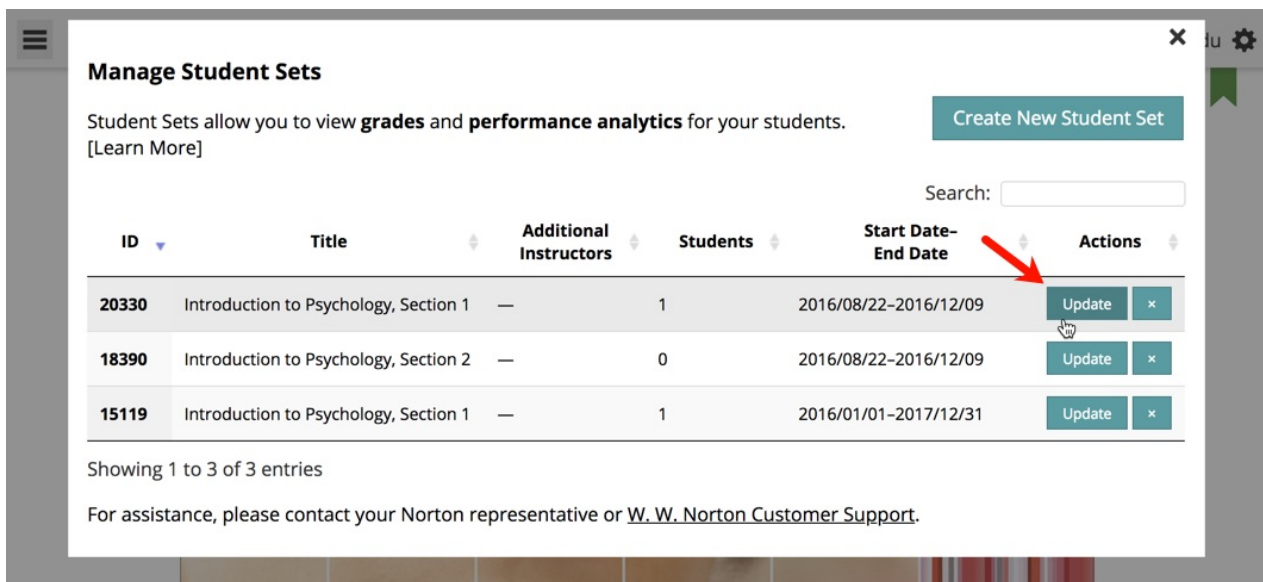 du
Manage Student Sets
Student Sets allow you to view grades and performance analytics for your students.
[Learn More]
Create New Student Set
Search:
ID Title Additional Instructors Students Start Date– End Date Actions
20330 Introduction to Psychology, Section 1 — 1 2016/08/22–2016/12/09 Update ×
18390 Introduction to Psychology, Section 2 — 0 2016/08/22–2016/12/09 Update ×
15119 Introduction to Psychology, Section 1 — 1 2016/01/01–2017/12/31 Update ×
Showing 1 to 3 of 3 entries
For assistance, please contact your Norton representative or W. W. Norton Customer Support.